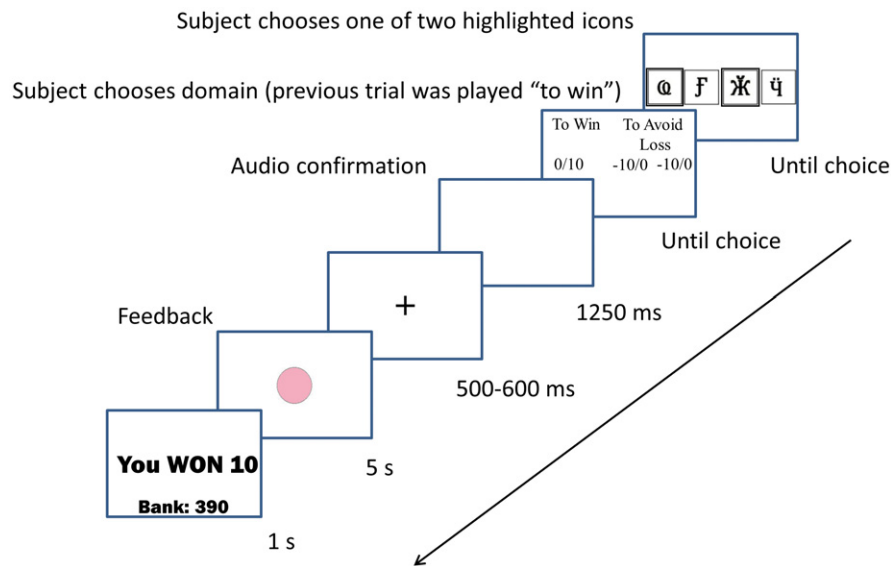 Subject chooses one of two highlighted icons
Ҩ Ƒ Ӂ ӵ
Subject chooses domain (previous trial was played “to win”)
To Win To Avoid
Loss
0/10 -10/0 -10/0
Until choice
Audio confirmation
Until choice
+
1250 ms
Feedback
500-600 ms
5 s
You WON 10
Bank: 390
1 s